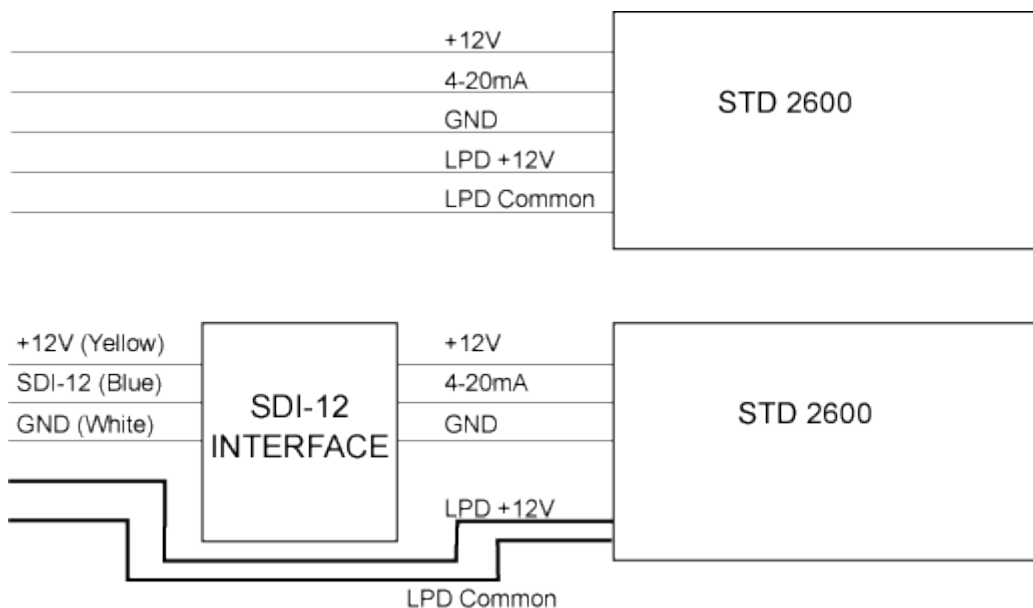 +12V
4-20mA
STD 2600
GND
LPD +12V
LPD Common
+12V (Yellow)
+12V
SDI-12 (Blue)
4-20mA
SDI-12
INTERFACE
STD 2600
GND (White)
GND
LPD +12V
LPD Common